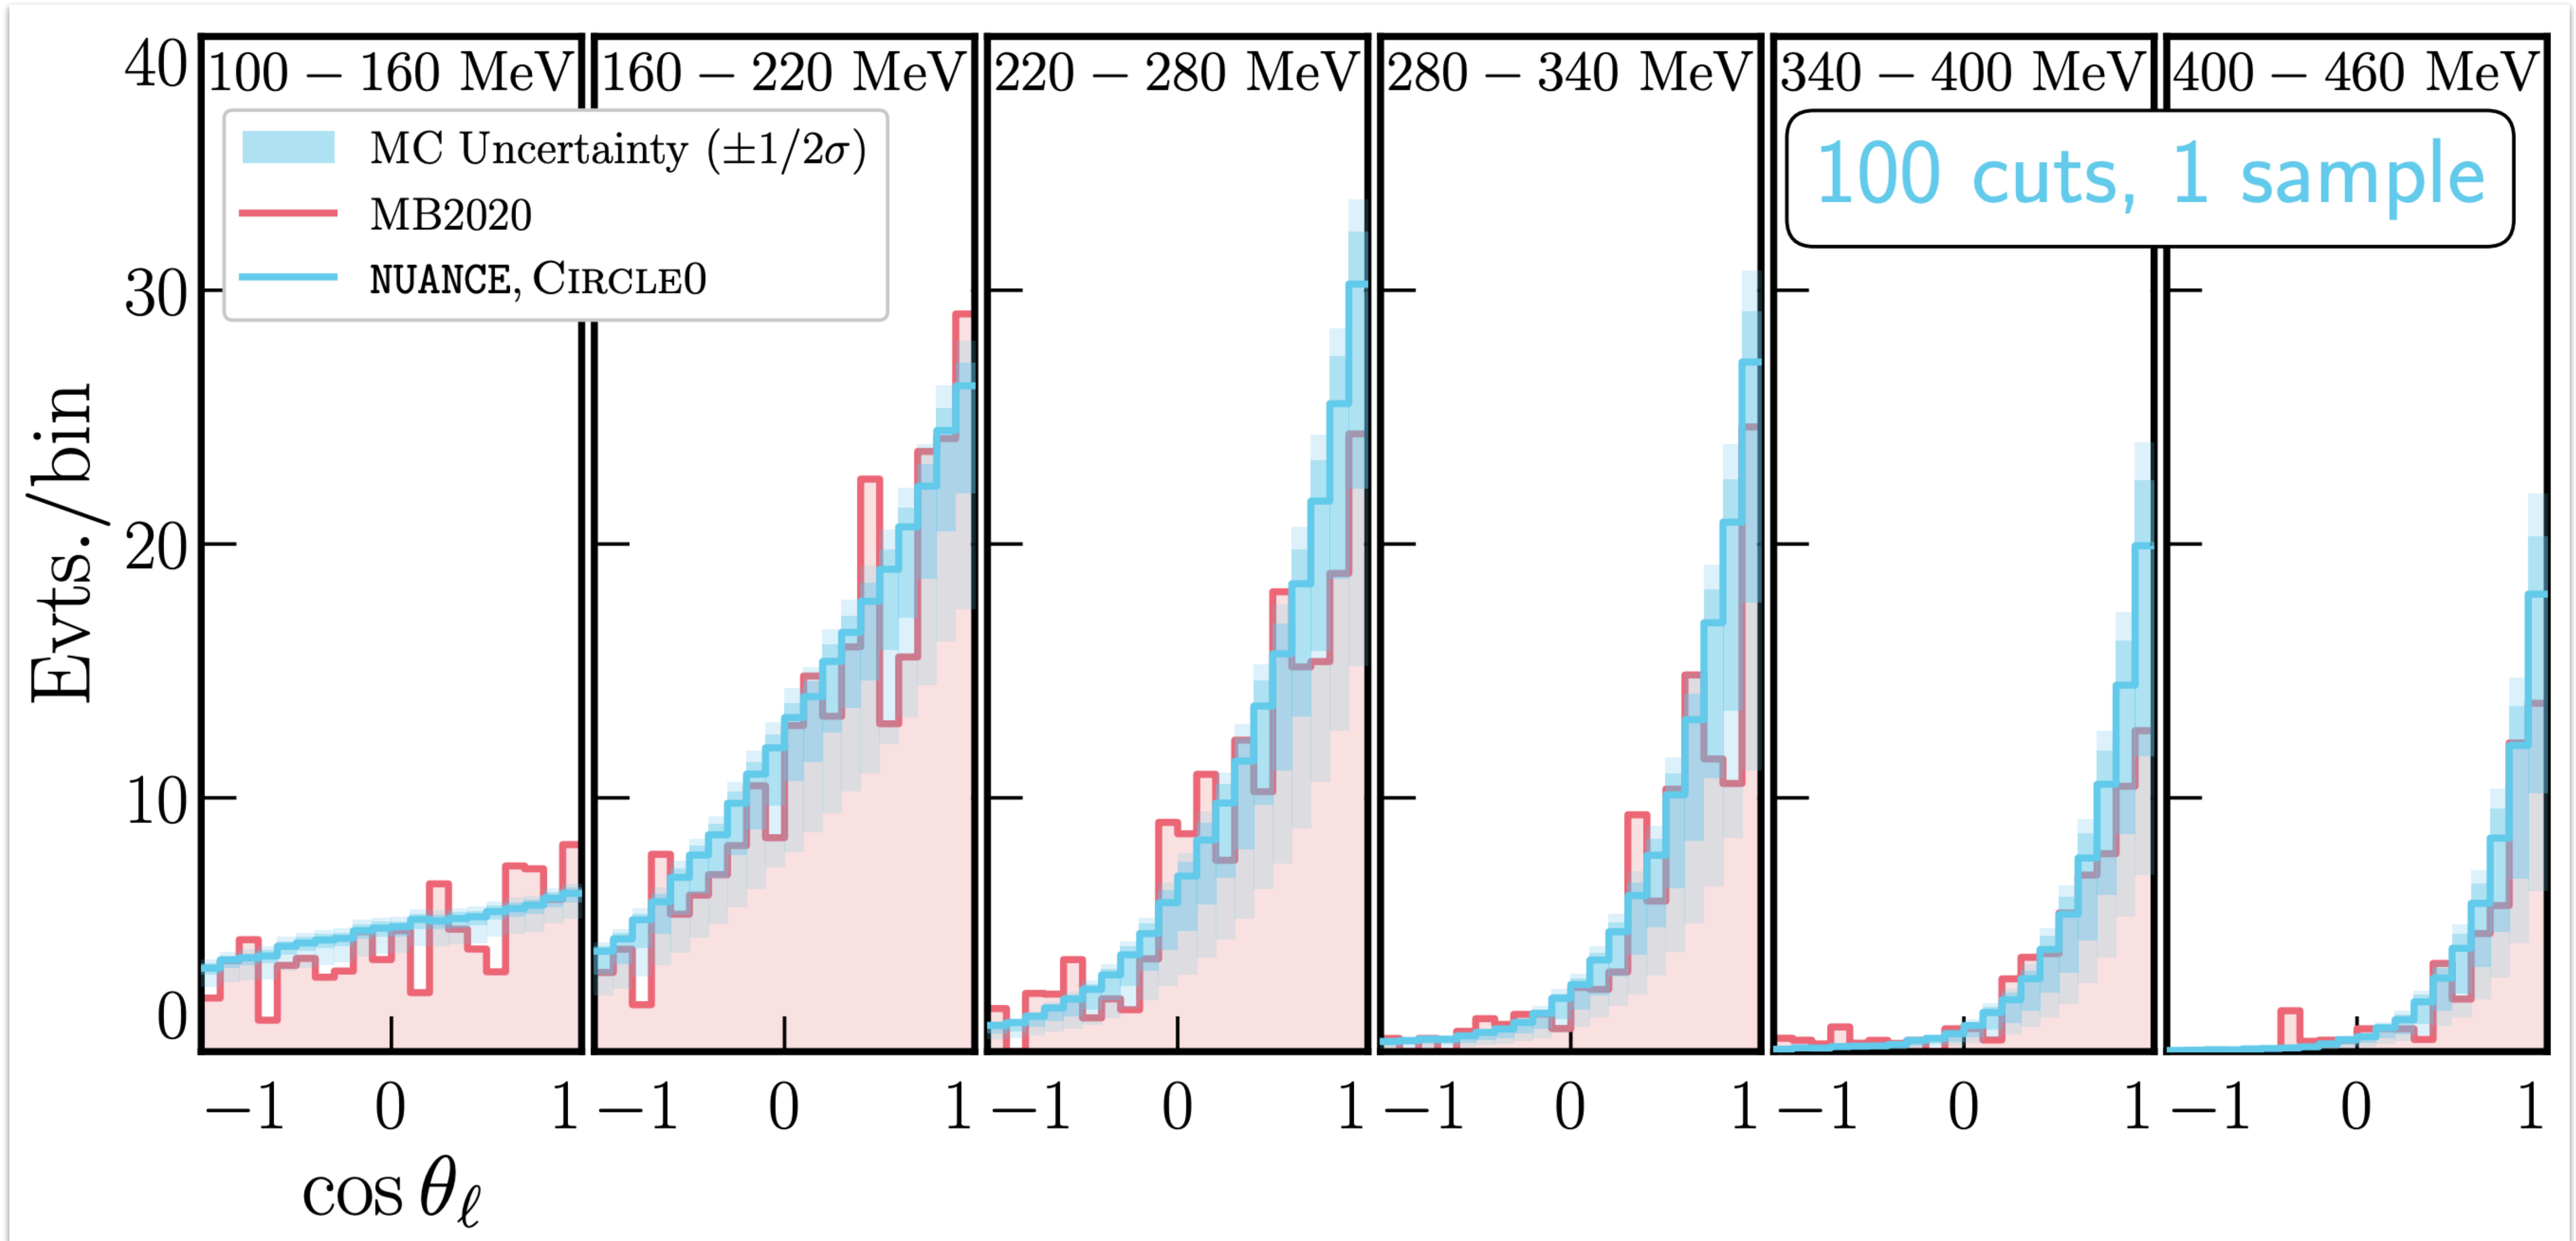 100 − 160 MeV
160 − 220 MeV
220 − 280 MeV
280 − 340 MeV
340 − 400 MeV
400 − 460 MeV
MC Uncertainty (±1/2σ)
MB2020
NUANCE, CIRCLE0
100 cuts, 1 sample
Evts./bin
40
30
20
10
0
−1 0 1
−1 0 1
−1 0 1
−1 0 1
−1 0 1
−1 0 1
cos θℓ